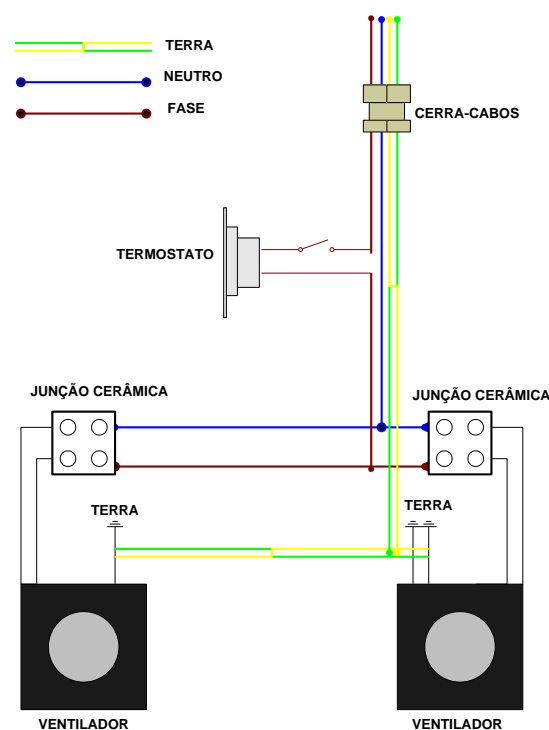 TERRA
NEUTRO
FASE
CERRA-CABOS
TERMOSTATO
JUNÇÃO CERÂMICA
JUNÇÃO CERÂMICA
TERRA
TERRA
VENTILADOR
VENTILADOR